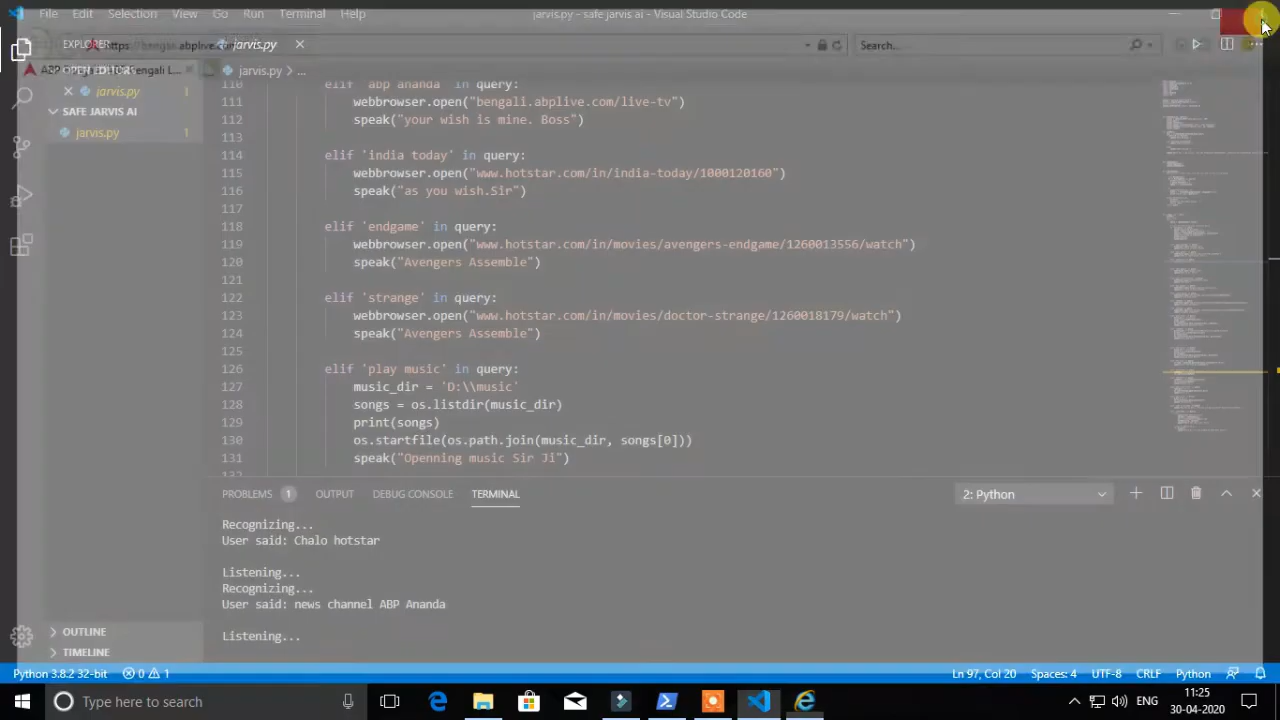 File Edit Selection View Go Run Terminal Help jarvis.py - safe jarvis ai - Visual Studio Code
EXPLORER jarvis.py Search...
OPEN EDITORS jarvis.py > ...
jarvis.py 1
SAFE JARVIS AI
jarvis.py 1
110 elif 'abp ananda' in query:
111 webbrowser.open("bengali.abplive.com/live-tv")
112 speak("your wish is mine. Boss")
113
114 elif 'india today' in query:
115 webbrowser.open("www.hotstar.com/in/india-today/1000120160")
116 speak("as you wish.Sir")
117
118 elif 'endgame' in query:
119 webbrowser.open("www.hotstar.com/in/movies/avengers-endgame/1260013556/watch")
120 speak("Avengers Assemble")
121
122 elif 'strange' in query:
123 webbrowser.open("www.hotstar.com/in/movies/doctor-strange/1260018179/watch")
124 speak("Avengers Assemble")
125
126 elif 'play music' in query:
127 music_dir = 'D:\\music'
128 songs = os.listdir(music_dir)
129 print(songs)
130 os.startfile(os.path.join(music_dir, songs[0]))
131 speak("Openning music Sir Ji")
132
PROBLEMS 1 OUTPUT DEBUG CONSOLE TERMINAL 2: Python
Recognizing...
User said: Chalo hotstar
Listening...
Recognizing...
User said: news channel ABP Ananda
Listening...
OUTLINE
TIMELINE
Python 3.8.2 32-bit 0 1 Ln 97, Col 20 Spaces: 4 UTF-8 CRLF Python
Type here to search ENG 11:25
30-04-2020